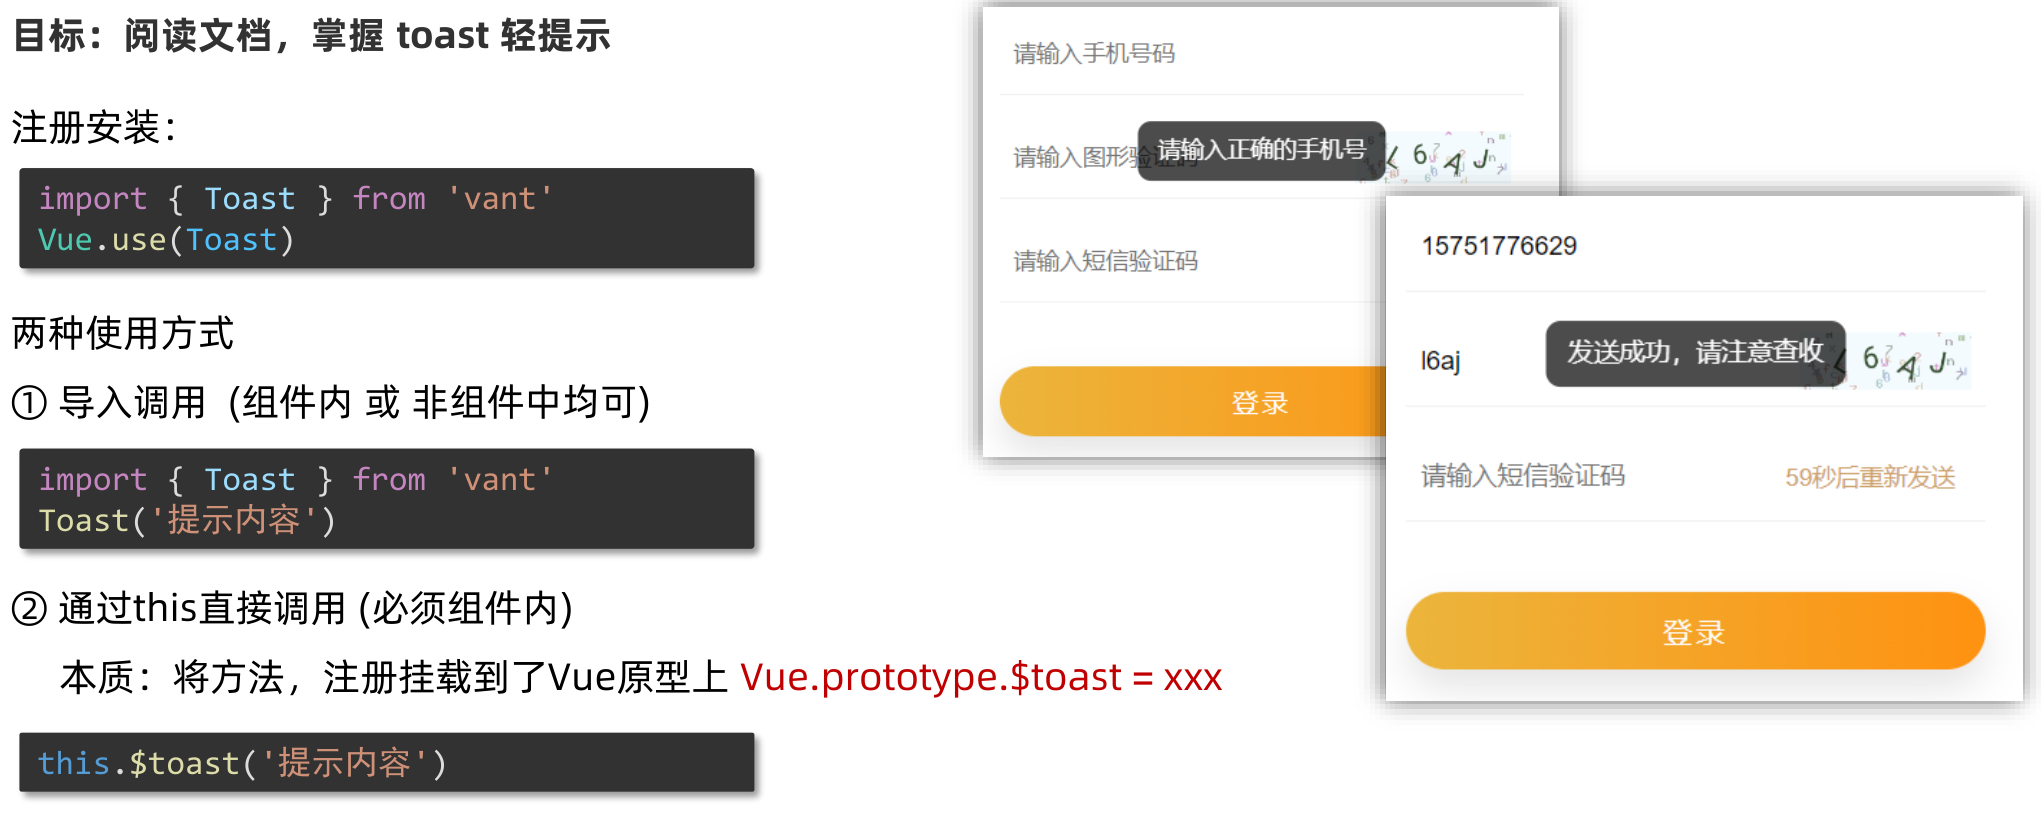 目标：阅读文档，掌握 toast 轻提示
注册安装：
import { Toast } from 'vant'
Vue.use(Toast)
两种使用方式
① 导入调用 (组件内 或 非组件中均可)
import { Toast } from 'vant'
Toast('提示内容')
② 通过this直接调用 (必须组件内)
本质：将方法，注册挂载到了Vue原型上 Vue.prototype.$toast = xxx
this.$toast('提示内容')
请输入手机号码
请输入图形验证码
请输入正确的手机号
6AJ
请输入短信验证码
登录
15751776629
l6aj
发送成功，请注意查收
6AJ
请输入短信验证码
59秒后重新发送
登录